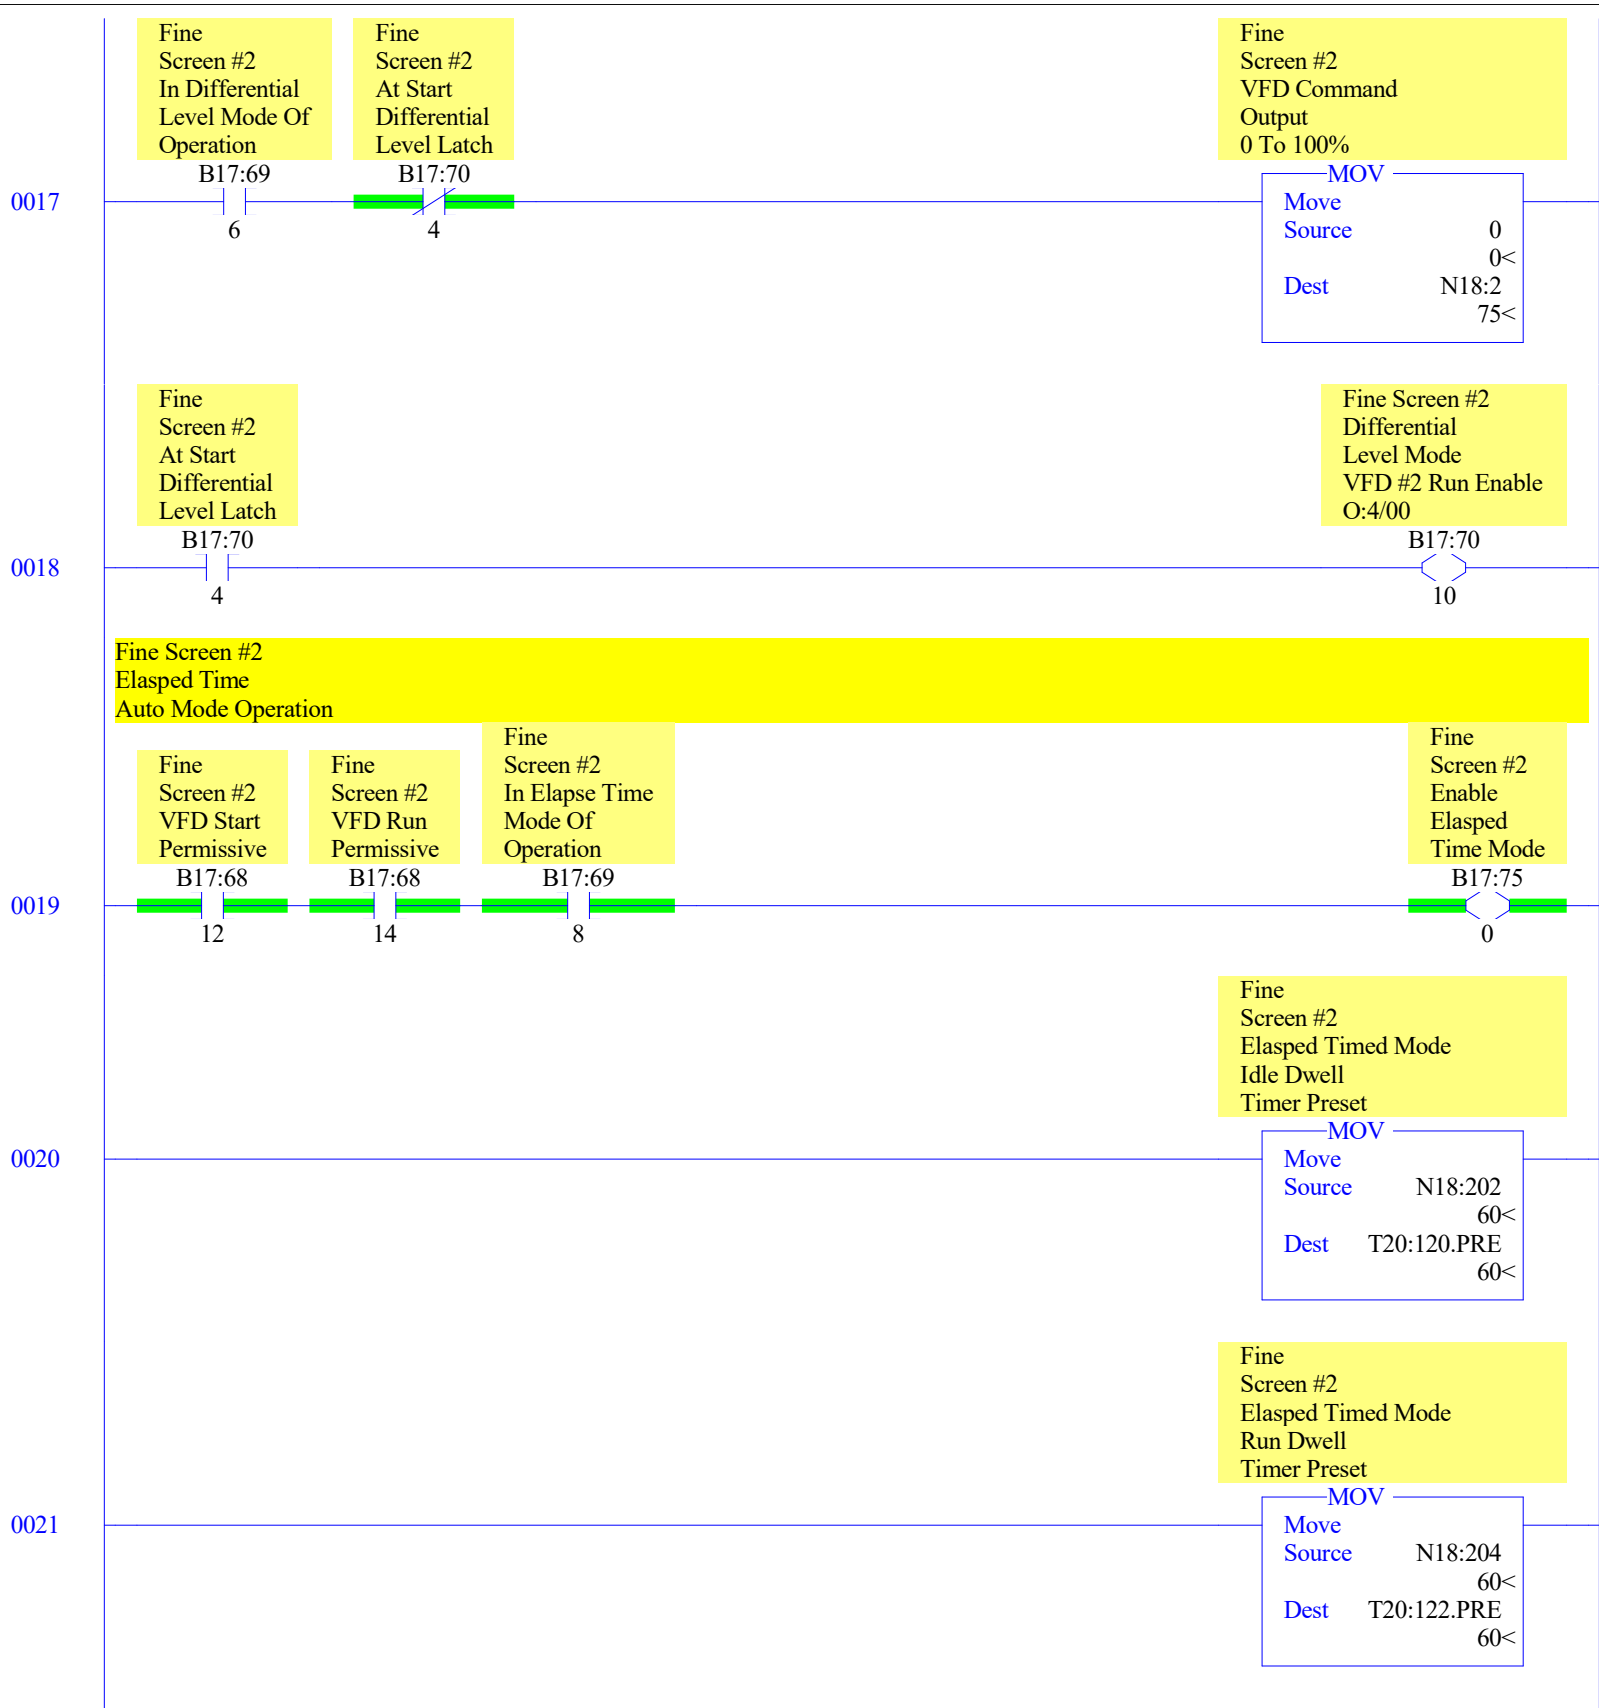 Fine
Screen #2
In Differential
Level Mode Of
Operation
B17:69
6
Fine
Screen #2
At Start
Differential
Level Latch
B17:70
4
Fine
Screen #2
VFD Command
Output
0 To 100%
MOV
Move
Source 0
0<
Dest N18:2
75<
0017
Fine
Screen #2
At Start
Differential
Level Latch
B17:70
4
Fine Screen #2
Differential
Level Mode
VFD #2 Run Enable
O:4/00
B17:70
10
0018
Fine Screen #2
Elasped Time
Auto Mode Operation
Fine
Screen #2
VFD Start
Permissive
B17:68
12
Fine
Screen #2
VFD Run
Permissive
B17:68
14
Fine
Screen #2
In Elapse Time
Mode Of
Operation
B17:69
8
Fine
Screen #2
Enable
Elasped
Time Mode
B17:75
0
0019
Fine
Screen #2
Elasped Timed Mode
Idle Dwell
Timer Preset
MOV
Move
Source N18:202
60<
Dest T20:120.PRE
60<
0020
Fine
Screen #2
Elasped Timed Mode
Run Dwell
Timer Preset
MOV
Move
Source N18:204
60<
Dest T20:122.PRE
60<
0021